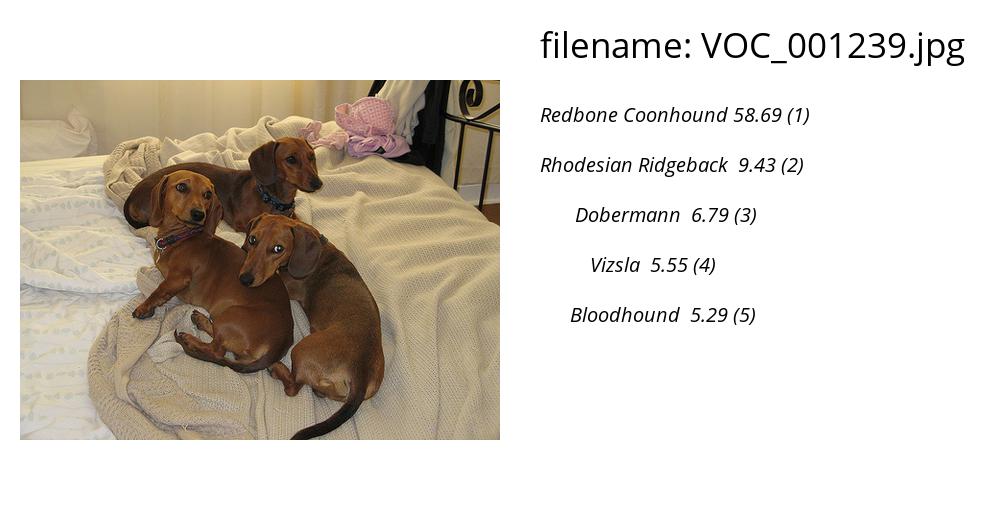 filename: VOC_001239.jpg
Redbone Coonhound 58.69 (1)
Rhodesian Ridgeback 9.43 (2)
Dobermann 6.79 (3)
Vizsla 5.55 (4)
Bloodhound 5.29 (5)